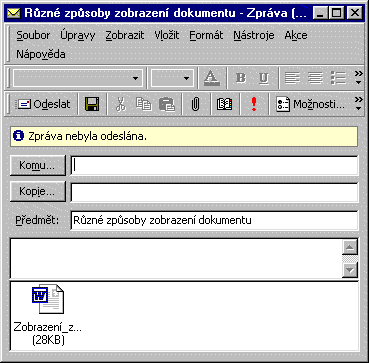 Různé způsoby zobrazení dokumentu - Zpráva (...
Soubor Úpravy Zobrazit Vložit Formát Nástroje Akce
Nápověda
A B U
Odeslat Možnosti...
Zpráva nebyla odeslána.
Komu...
Kopie...
Předmět: Různé způsoby zobrazení dokumentu
W
Zobrazení_z...
(28KB)